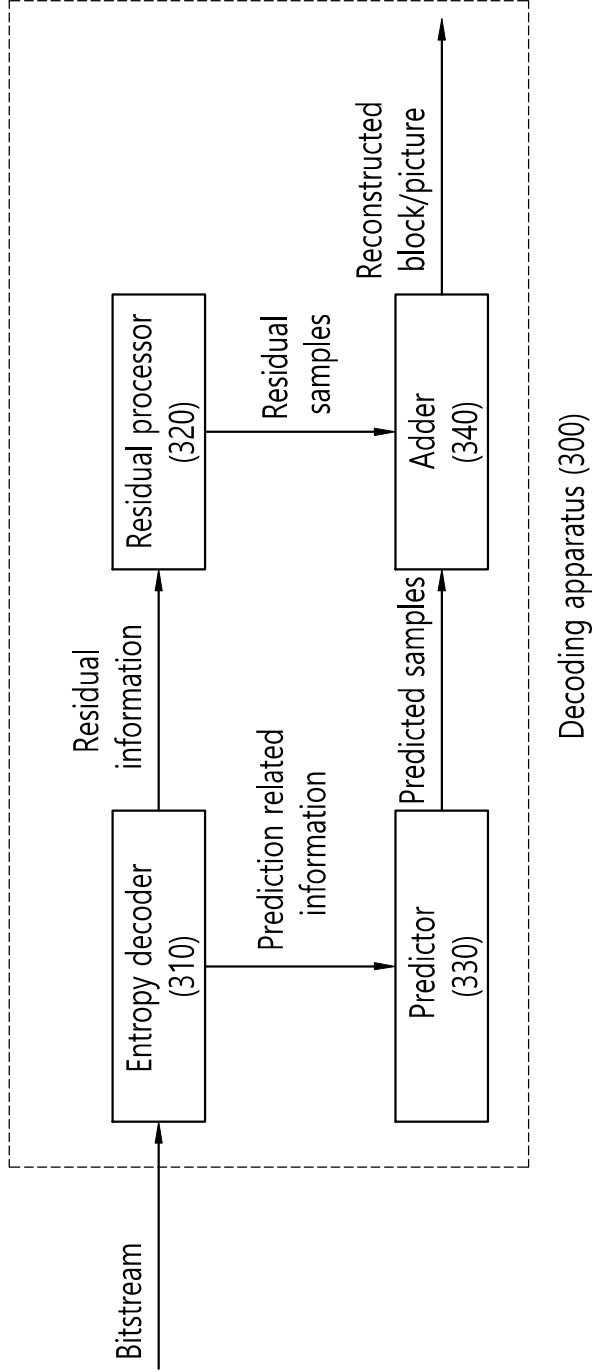 Bitstream
Entropy decoder
(310)
Residual
information
Residual processor
(320)
Prediction related
information
Residual
samples
Predictor
(330)
Predicted samples
Adder
(340)
Reconstructed
block/picture
Decoding apparatus (300)